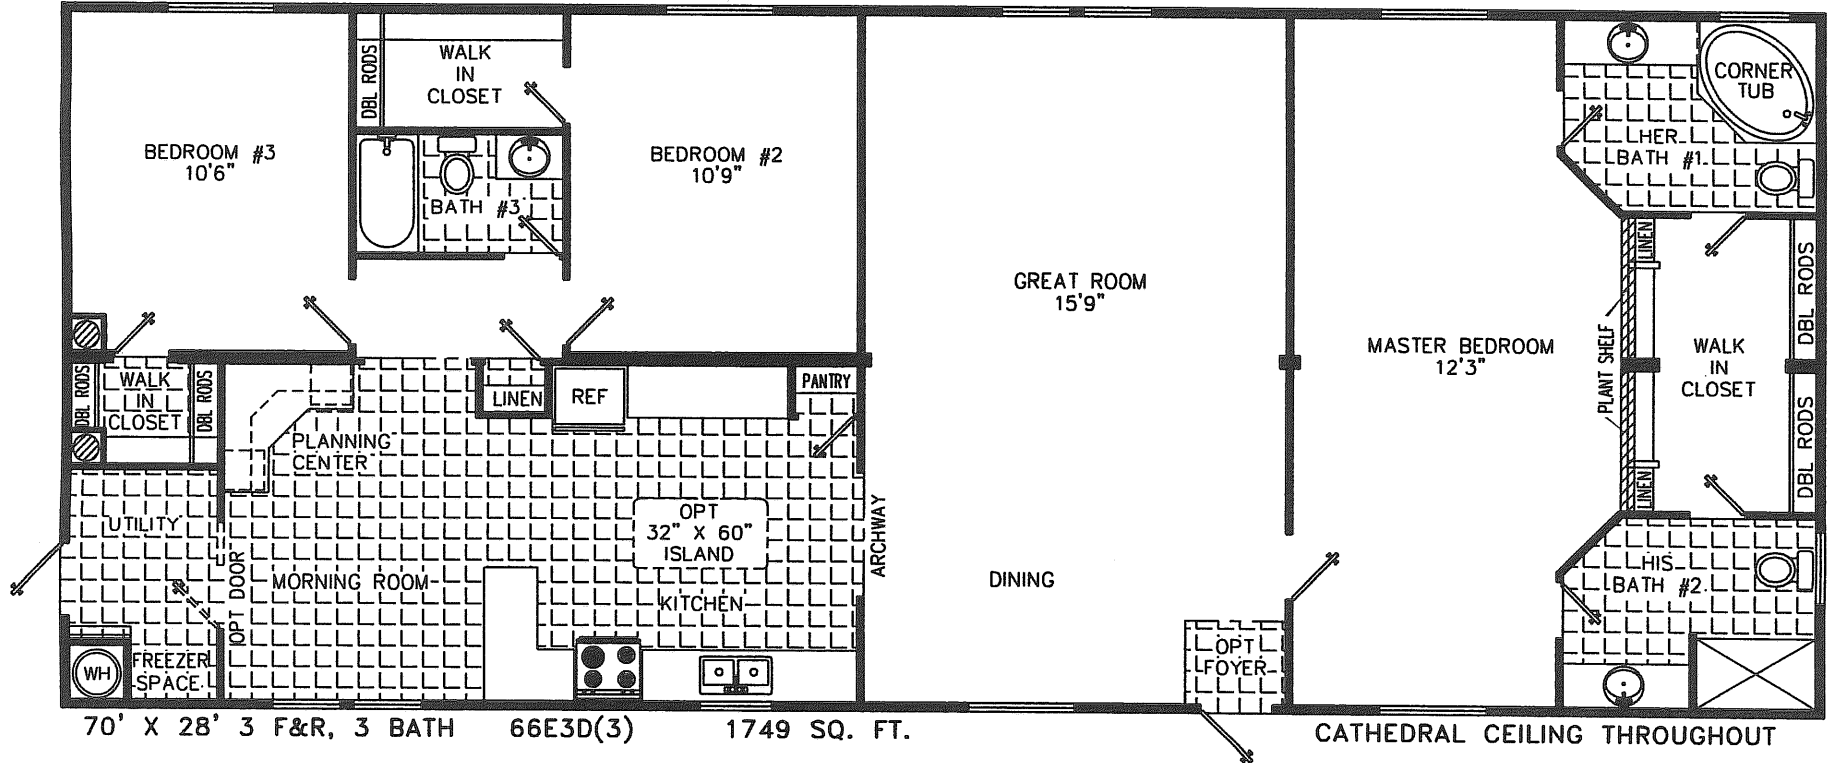 DBL RODS
WALK
IN
CLOSET
CORNER
TUB
BEDROOM #3
10'6"
BEDROOM #2
10'9"
HER
BATH #1
BATH #3
LINEN
DBL RODS
GREAT ROOM
15'9"
PLANT SHELF
MASTER BEDROOM
12'3"
WALK
IN
CLOSET
DBL RODS
WALK
IN
CLOSET
DBL RODS
LINEN
REF
PANTRY
PLANNING
CENTER
DBL RODS
LINEN
UTILITY
OPT
32" X 60"
ISLAND
ARCHWAY
OPT DOOR
MORNING ROOM
KITCHEN
DINING
HIS
BATH #2
WH
FREEZER
SPACE
OPT
FOYER
70' X 28' 3 F&R, 3 BATH 66E3D(3) 1749 SQ. FT.
CATHEDRAL CEILING THROUGHOUT